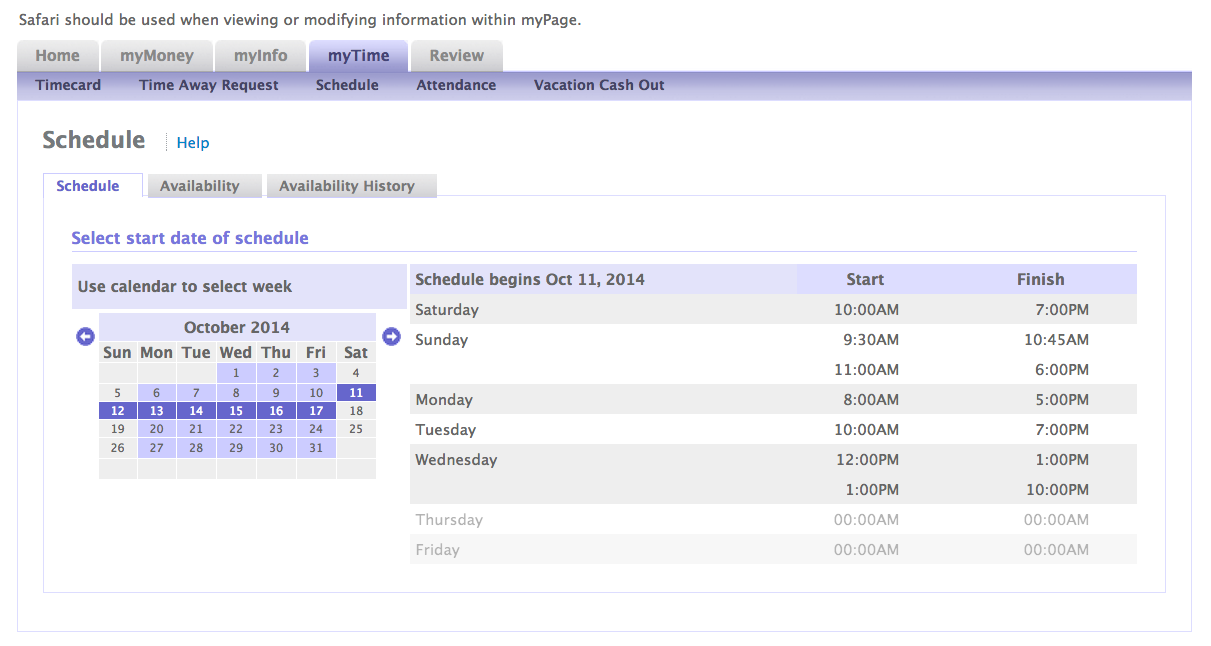 Safari should be used when viewing or modifying information within myPage.
Home myMoney myInfo myTime Review
Timecard Time Away Request Schedule Attendance Vacation Cash Out
Schedule Help
Schedule Availability Availability History
Select start date of schedule
Use calendar to select week
October 2014
Sun Mon Tue Wed Thu Fri Sat
1 2 3 4
5 6 7 8 9 10 11
12 13 14 15 16 17 18
19 20 21 22 23 24 25
26 27 28 29 30 31
Schedule begins Oct 11, 2014 Start Finish
Saturday 10:00AM 7:00PM
Sunday 9:30AM 10:45AM
11:00AM 6:00PM
Monday 8:00AM 5:00PM
Tuesday 10:00AM 7:00PM
Wednesday 12:00PM 1:00PM
1:00PM 10:00PM
Thursday 00:00AM 00:00AM
Friday 00:00AM 00:00AM